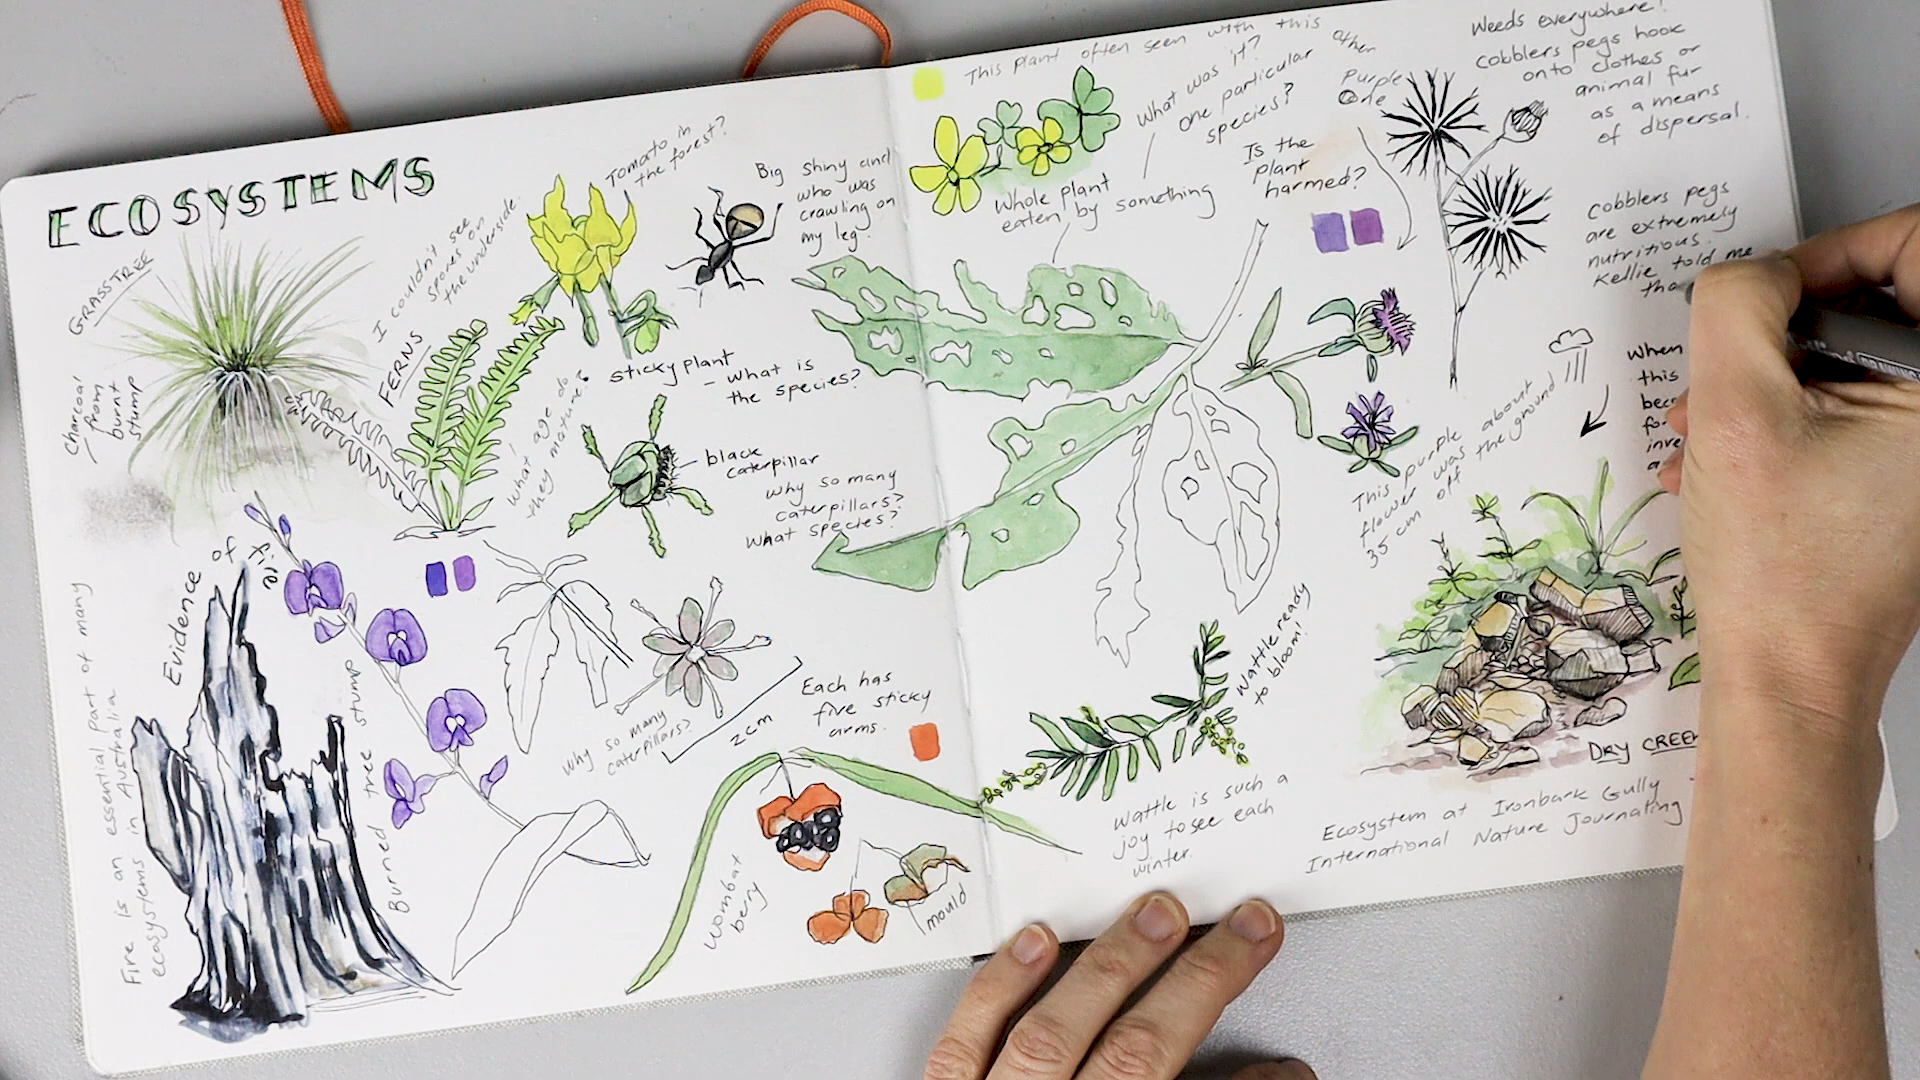 ECOSYSTEMS
GRASSTREE
Charcoal
from
burnt
stump
I couldn't see
spores on
the underside.
FERNS
Tomato in
the forest?
Big shiny and
who was
crawling on
my leg.
sticky plant
- What is
the species?
What age do
they mature?
black
caterpillar
Why so many
caterpillars?
What species?
Evidence
of
fire
Fire is an essential part of many
ecosystems in Australia
Burned tree stump
Why so many
caterpillars?
2cm
Each has
five sticky
arms.
Wombat
berry
mould
This plant often seen with this
other
What was it?
One particular
species?
Whole plant
eaten by something
Is the
plant
harmed?
Purple
One
Weeds everywhere!
cobblers pegs hook
onto clothes or
animal fur
as a means
of dispersal.
Cobblers pegs
are extremely
nutritious.
Kellie told me
tha
When
this
This purple about
flower was the ground
35 cm off
Wattle ready
to bloom!
Wattle is such a
joy to see each
winter.
DRY CREEK
Ecosystem at Ironbark Gully
International Nature Journaling